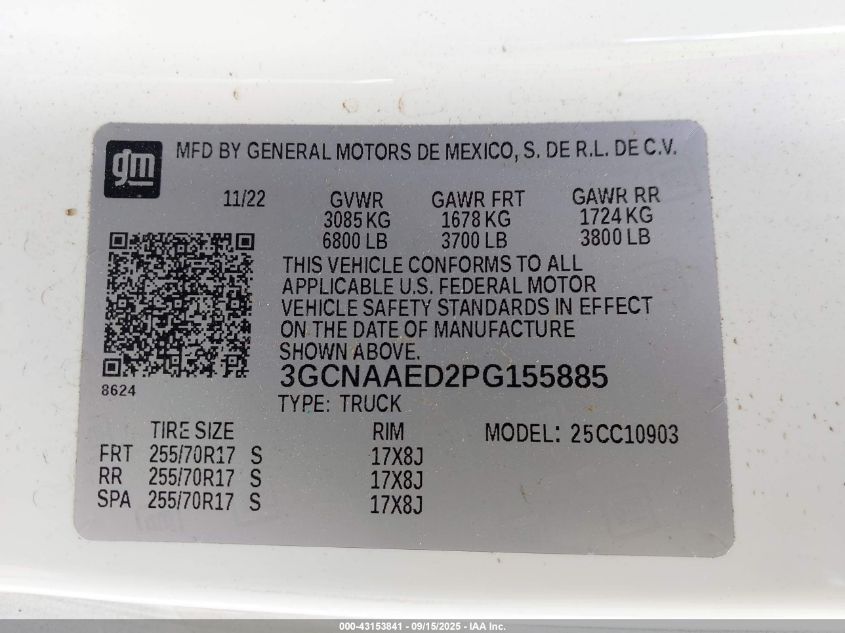 gm
MFD BY GENERAL MOTORS DE MEXICO, S. DE R.L. DE C.V.
11/22 GVWR GAWR FRT GAWR RR
3085 KG 1678 KG 1724 KG
6800 LB 3700 LB 3800 LB
THIS VEHICLE CONFORMS TO ALL
APPLICABLE U.S. FEDERAL MOTOR
VEHICLE SAFETY STANDARDS IN EFFECT
ON THE DATE OF MANUFACTURE
SHOWN ABOVE.
8624
3GCNAAED2PG155885
TYPE: TRUCK
TIRE SIZE RIM MODEL: 25CC10903
FRT 255/70R17 S 17X8J
RR 255/70R17 S 17X8J
SPA 255/70R17 S 17X8J
000-43153841 - 09/15/2025 - IAA Inc.